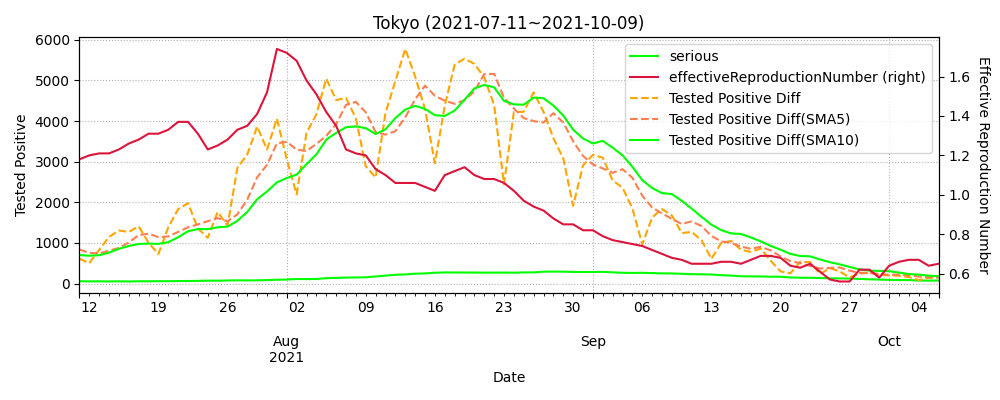 Tokyo (2021-07-11~2021-10-09)
6000
5000
4000
3000
2000
1000
0
Tested Positive
serious
effectiveReproductionNumber (right)
Tested Positive Diff
Tested Positive Diff(SMA5)
Tested Positive Diff(SMA10)
1.6
1.4
1.2
1.0
0.8
0.6
Effective Reproduction Number
12 19 26 02 09 16 23 30 06 13 20 27 04
Aug Sep Oct
2021
Date